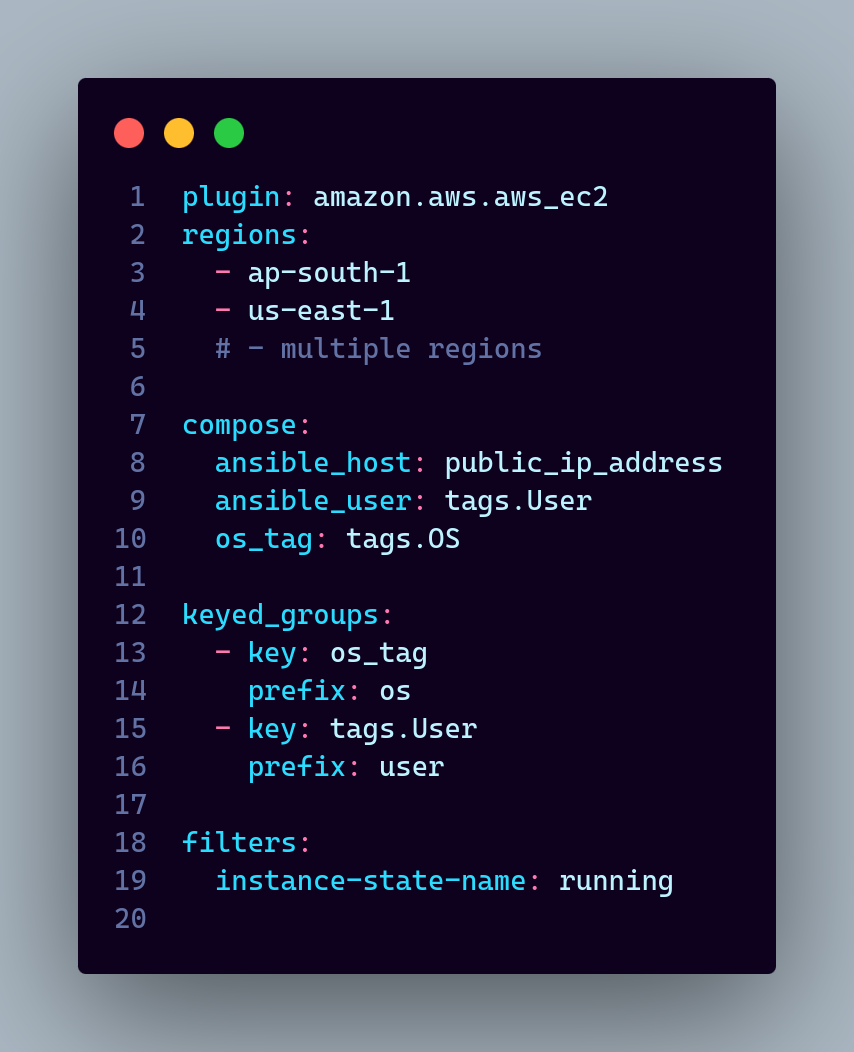 1 plugin: amazon.aws.aws_ec2
2 regions:
3   - ap-south-1
4   - us-east-1
5   # - multiple regions
6
7 compose:
8   ansible_host: public_ip_address
9   ansible_user: tags.User
10   os_tag: tags.OS
11
12 keyed_groups:
13   - key: os_tag
14     prefix: os
15   - key: tags.User
16     prefix: user
17
18 filters:
19   instance-state-name: running
20